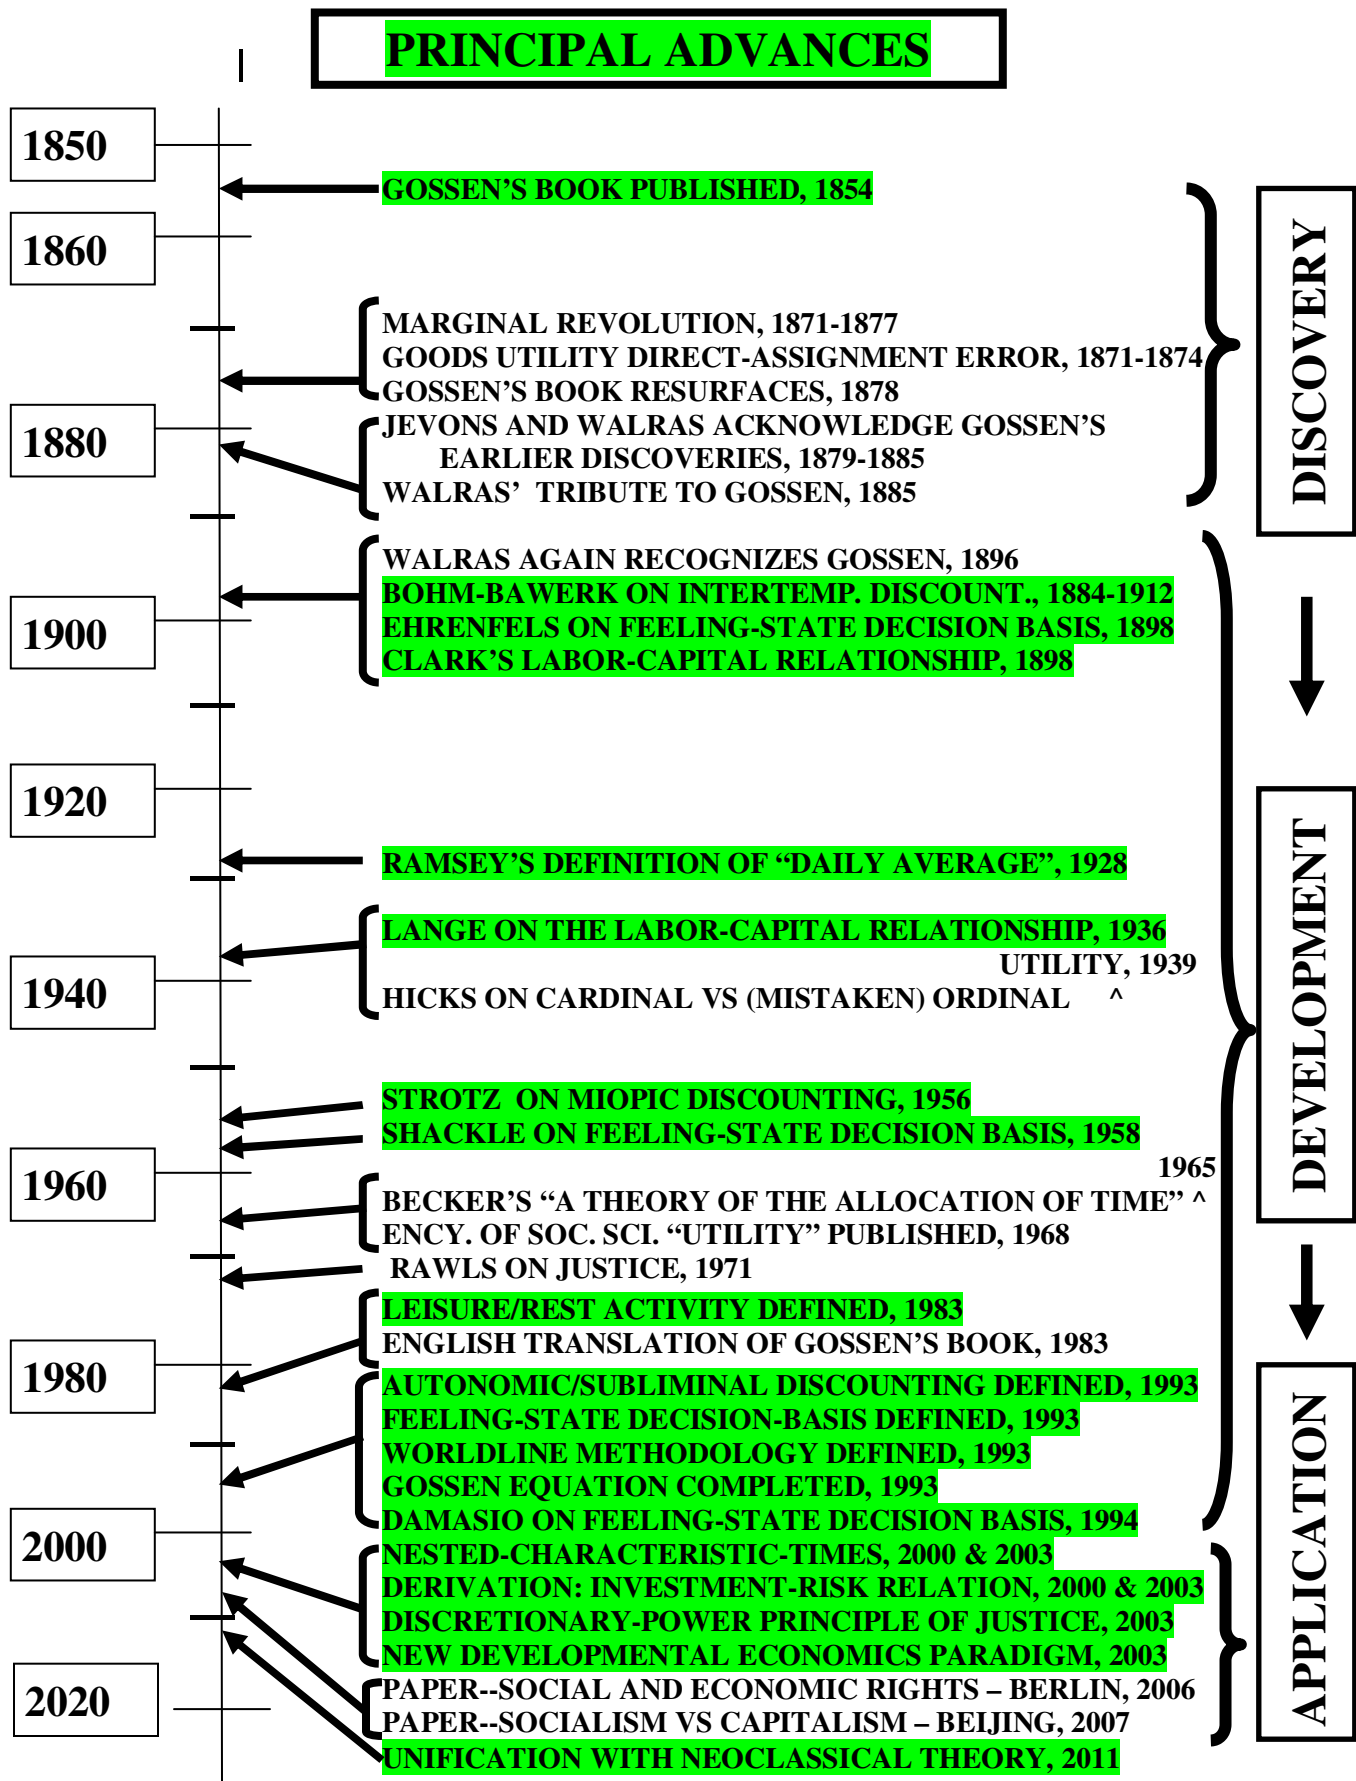 PRINCIPAL ADVANCES
1850
GOSSEN’S BOOK PUBLISHED, 1854
1860
MARGINAL REVOLUTION, 1871-1877
GOODS UTILITY DIRECT-ASSIGNMENT ERROR, 1871-1874
GOSSEN’S BOOK RESURFACES, 1878
DISCOVERY
1880
JEVONS AND WALRAS ACKNOWLEDGE GOSSEN’S
EARLIER DISCOVERIES, 1879-1885
WALRAS’ TRIBUTE TO GOSSEN, 1885
WALRAS AGAIN RECOGNIZES GOSSEN, 1896
BOHM-BAWERK ON INTERTEMP. DISCOUNT., 1884-1912
1900
EHRENFELS ON FEELING-STATE DECISION BASIS, 1898
CLARK’S LABOR-CAPITAL RELATIONSHIP, 1898
1920
RAMSEY’S DEFINITION OF “DAILY AVERAGE”, 1928
LANGE ON THE LABOR-CAPITAL RELATIONSHIP, 1936
UTILITY, 1939
1940
HICKS ON CARDINAL VS (MISTAKEN) ORDINAL ^
DEVELOPMENT
STROTZ ON MIOPIC DISCOUNTING, 1956
SHACKLE ON FEELING-STATE DECISION BASIS, 1958
1965
1960
BECKER’S “A THEORY OF THE ALLOCATION OF TIME” ^
ENCY. OF SOC. SCI. “UTILITY” PUBLISHED, 1968
RAWLS ON JUSTICE, 1971
LEISURE/REST ACTIVITY DEFINED, 1983
ENGLISH TRANSLATION OF GOSSEN’S BOOK, 1983
1980
AUTONOMIC/SUBLIMINAL DISCOUNTING DEFINED, 1993
FEELING-STATE DECISION-BASIS DEFINED, 1993
WORLDLINE METHODOLOGY DEFINED, 1993
GOSSEN EQUATION COMPLETED, 1993
DAMASIO ON FEELING-STATE DECISION BASIS, 1994
2000
NESTED-CHARACTERISTIC-TIMES, 2000 & 2003
DERIVATION: INVESTMENT-RISK RELATION, 2000 & 2003
DISCRETIONARY-POWER PRINCIPLE OF JUSTICE, 2003
NEW DEVELOPMENTAL ECONOMICS PARADIGM, 2003
APPLICATION
2020
PAPER--SOCIAL AND ECONOMIC RIGHTS – BERLIN, 2006
PAPER--SOCIALISM VS CAPITALISM – BEIJING, 2007
UNIFICATION WITH NEOCLASSICAL THEORY, 2011